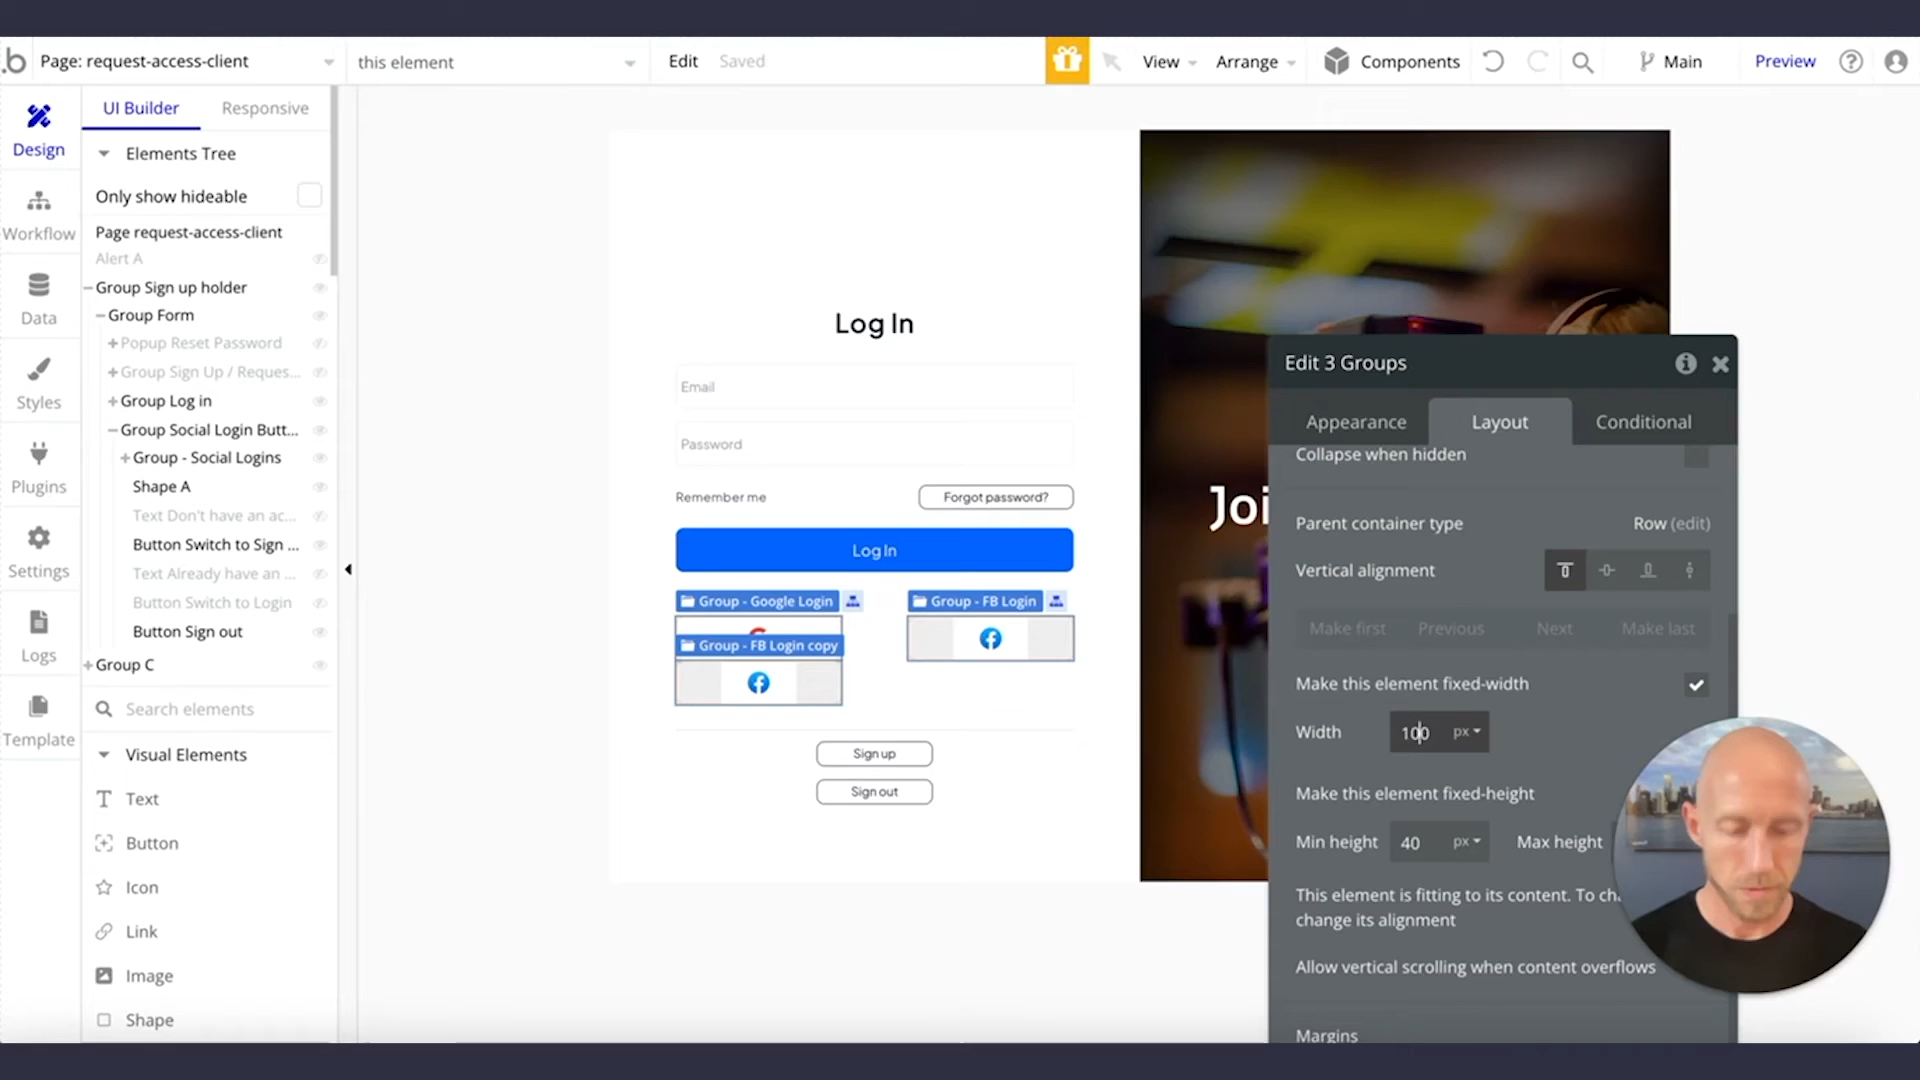 .b Page: request-access-client this element Edit Saved View Arrange Components Main Preview
UI Builder Responsive
Design
Elements Tree
Only show hideable
Workflow
Page request-access-client
Alert A
Group Sign up holder
Data
Group Form
Popup Reset Password
Group Sign Up / Reques...
Styles
Group Log in
Group Social Login Butt...
Group - Social Logins
Plugins
Shape A
Text Don't have an ac...
Button Switch to Sign ...
Settings
Text Already have an ...
Button Switch to Login
Button Sign out
Logs
Group C
Search elements
Template
Visual Elements
Text
Button
Icon
Link
Image
Shape
Log In
Email
Password
Remember me Forgot password?
Log In
Group - Google Login Group - FB Login
Group - FB Login copy
Sign up
Sign out
Joi
Edit 3 Groups
Appearance Layout Conditional
Collapse when hidden
Parent container type Row (edit)
Vertical alignment
Make first Previous Next Make last
Make this element fixed-width
Width 100 px
Make this element fixed-height
Min height 40 px Max height
This element is fitting to its content. To ch
change its alignment
Allow vertical scrolling when content overflows
Margins